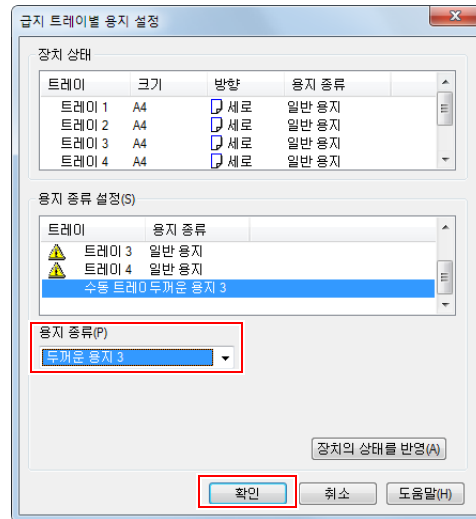 급지 트레이별 용지 설정
장치 상태
트레이 크기 방향 용지 종류
트레이 1 A4 세로 일반 용지
트레이 2 A4 세로 일반 용지
트레이 3 A4 세로 일반 용지
트레이 4 A4 세로 일반 용지
용지 종류 설정(S)
트레이 용지 종류
트레이 3 일반 용지
트레이 4 일반 용지
수동 트레이 두꺼운 용지 3
용지 종류(P)
두꺼운 용지 3
장치의 상태를 반영(A)
확인 취소 도움말(H)